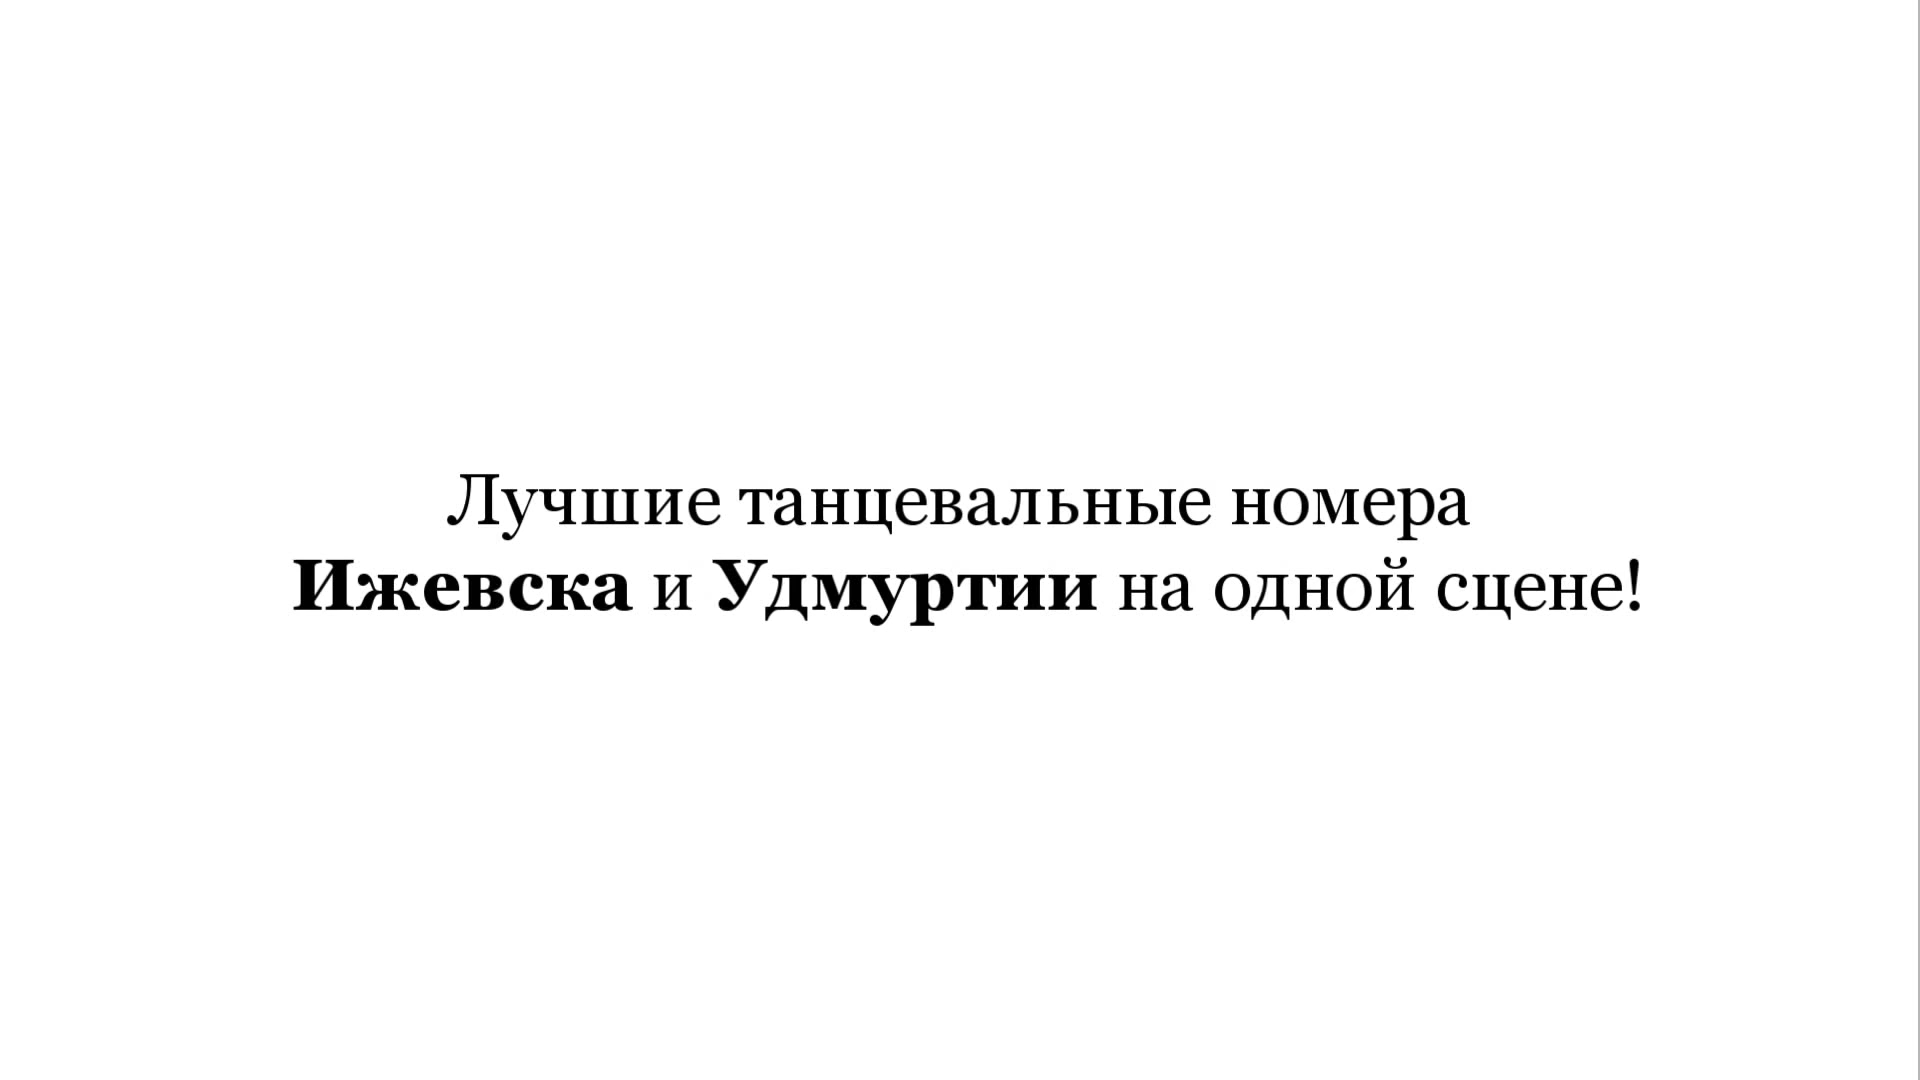 Лучшие танцевальные номера
Ижевска и Удмуртии на одной сцене!